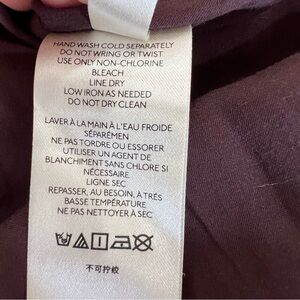 HAND WASH COLD SEPARATELY
DO NOT WRING OR TWIST
USE ONLY NON-CHLORINE
BLEACH
LINE DRY
LOW IRON AS NEEDED
DO NOT DRY CLEAN
LAVER À LA MAIN À L'EAU FROIDE
SÉPARÉMEN
NE PAS TORDRE OU ESSORER
UTILISER UN AGENT DE
BLANCHIMENT SANS CHLORE SI
NÉCESSAIRE
LIGNE SEC
REPASSER, AU BESOIN, À TRÈS
BASSE TEMPÉRATURE
NE PAS NETTOYER À SEC
不可拧绞